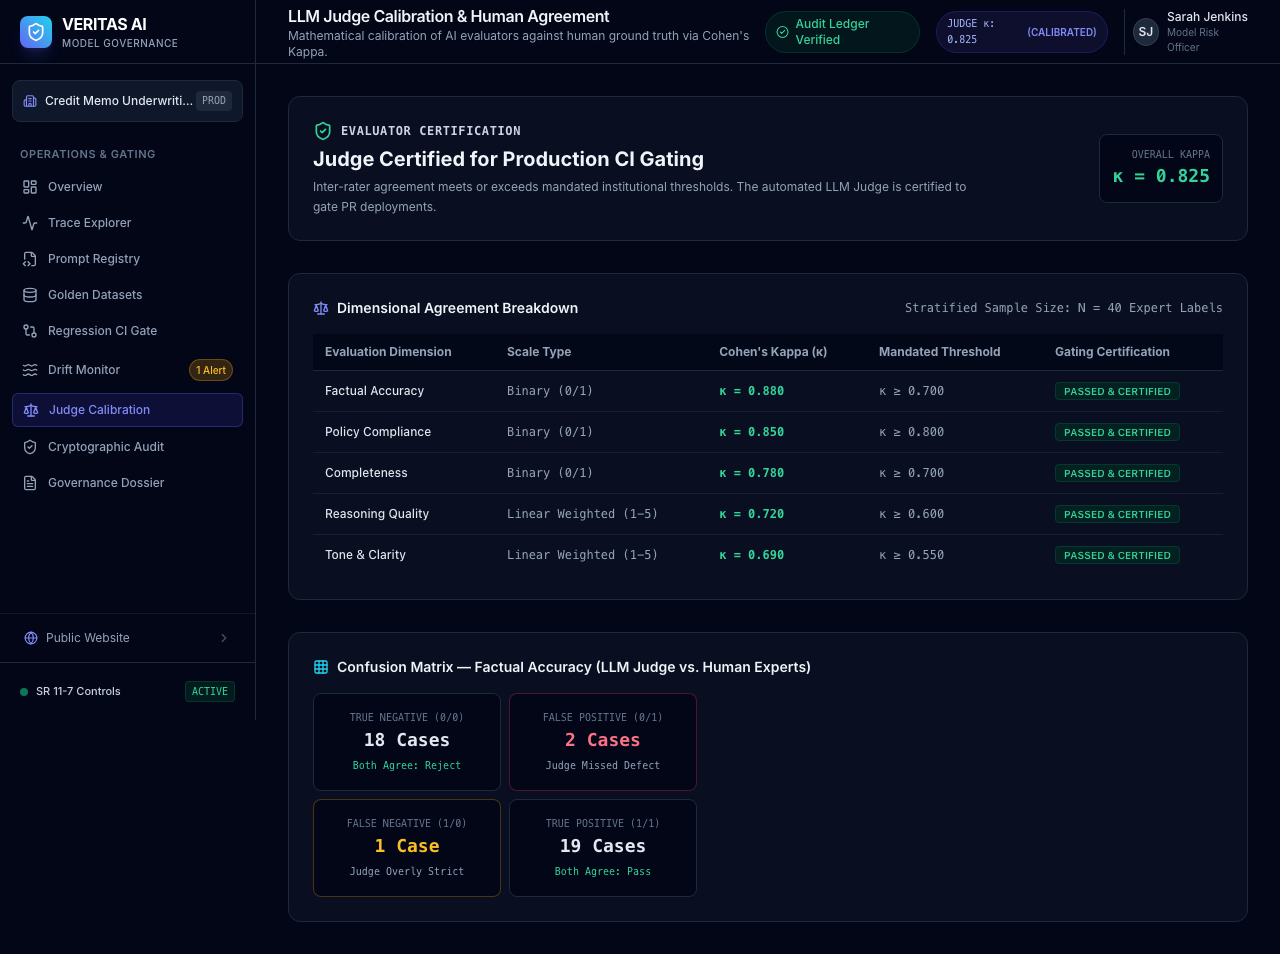 VERITAS AI
MODEL GOVERNANCE
Credit Memo Underwriti...
PROD
OPERATIONS & GATING
Overview
Trace Explorer
Prompt Registry
Golden Datasets
Regression CI Gate
Drift Monitor
1 Alert
Judge Calibration
Cryptographic Audit
Governance Dossier
Public Website
SR 11-7 Controls
ACTIVE
LLM Judge Calibration & Human Agreement
Mathematical calibration of AI evaluators against human ground truth via Cohen's
Kappa.
Audit Ledger
Verified
JUDGE κ:
0.825
(CALIBRATED)
SJ
Sarah Jenkins
Model Risk
Officer
EVALUATOR CERTIFICATION
Judge Certified for Production CI Gating
Inter-rater agreement meets or exceeds mandated institutional thresholds. The automated LLM Judge is certified to
gate PR deployments.
OVERALL KAPPA
κ = 0.825
Dimensional Agreement Breakdown
Stratified Sample Size: N = 40 Expert Labels
Evaluation Dimension Scale Type Cohen's Kappa (κ) Mandated Threshold Gating Certification
Factual Accuracy Binary (0/1) κ = 0.880 κ ≥ 0.700 PASSED & CERTIFIED
Policy Compliance Binary (0/1) κ = 0.850 κ ≥ 0.800 PASSED & CERTIFIED
Completeness Binary (0/1) κ = 0.780 κ ≥ 0.700 PASSED & CERTIFIED
Reasoning Quality Linear Weighted (1–5) κ = 0.720 κ ≥ 0.600 PASSED & CERTIFIED
Tone & Clarity Linear Weighted (1–5) κ = 0.690 κ ≥ 0.550 PASSED & CERTIFIED
Confusion Matrix — Factual Accuracy (LLM Judge vs. Human Experts)
TRUE NEGATIVE (0/0)
18 Cases
Both Agree: Reject
FALSE POSITIVE (0/1)
2 Cases
Judge Missed Defect
FALSE NEGATIVE (1/0)
1 Case
Judge Overly Strict
TRUE POSITIVE (1/1)
19 Cases
Both Agree: Pass